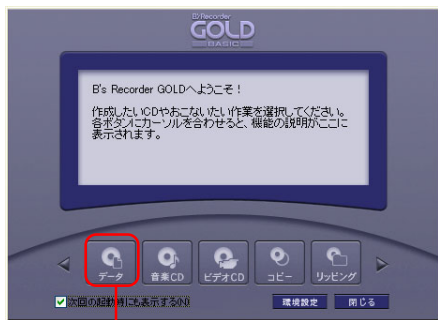 B's Recorder
GOLD
BASIC
B's Recorder GOLDへようこそ！
作成したいCDやおこないたい作業を選択してください。
各ボタンにカーソルを合わせると、機能の説明がここに
表示されます。
データ
音楽CD
ビデオCD
コピー
リッピング
次回の起動時にも表示する(N)
環境設定
閉じる